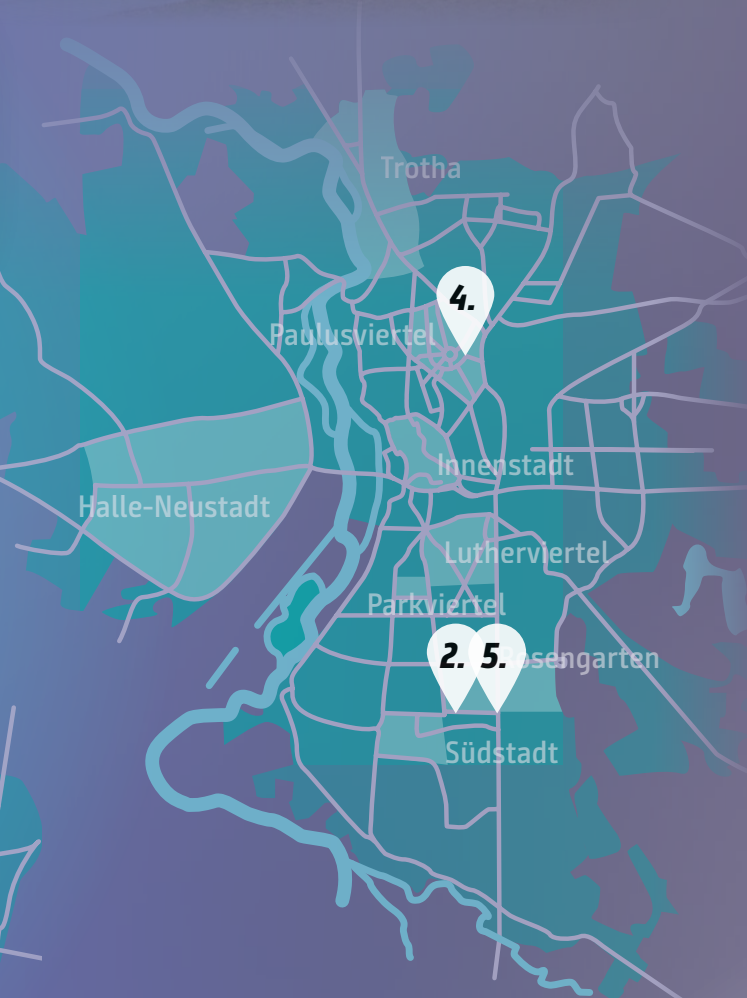 Trotha
4.
Paulusviertel
Innenstadt
Halle-Neustadt
Lutherviertel
Parkviertel
2. 5. Rosengarten
Südstadt